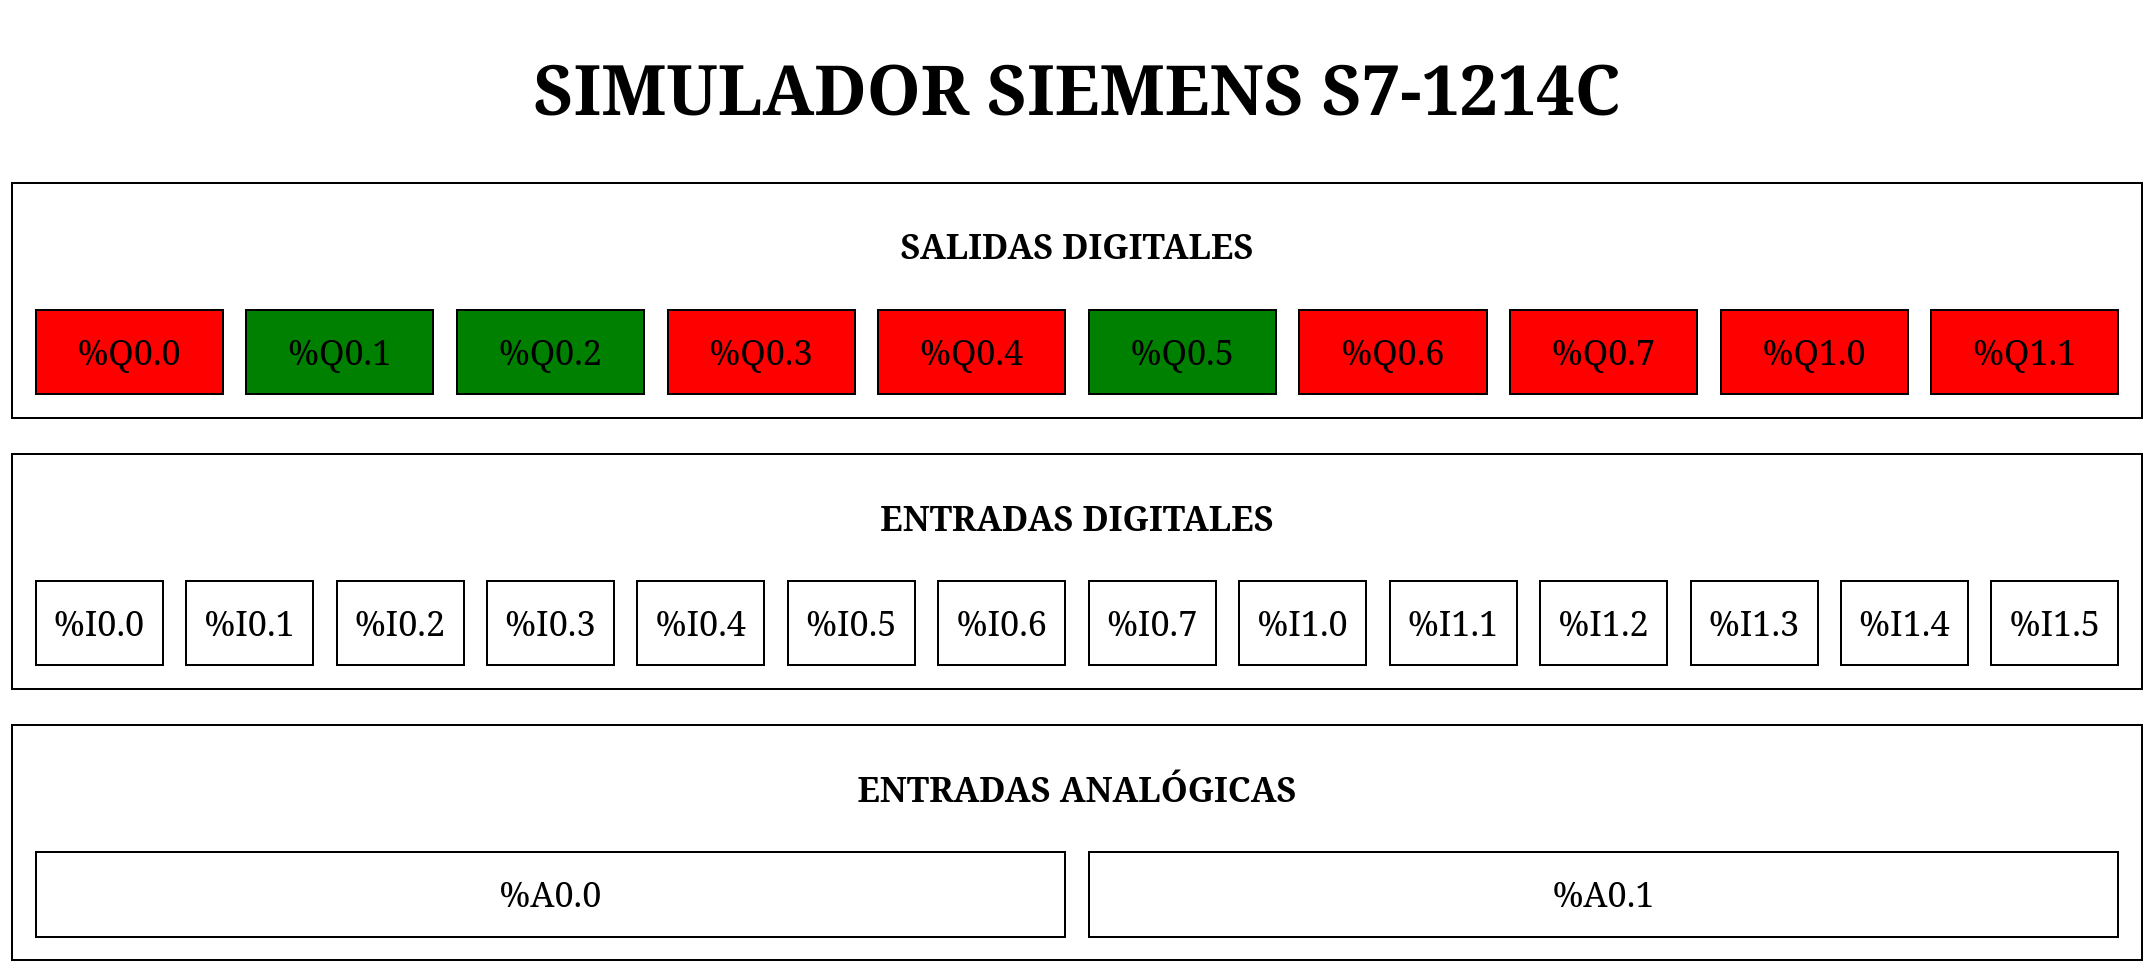 SIMULADOR SIEMENS S7-1214C
SALIDAS DIGITALES
%Q0.0 %Q0.1 %Q0.2 %Q0.3 %Q0.4 %Q0.5 %Q0.6 %Q0.7 %Q1.0 %Q1.1
ENTRADAS DIGITALES
%I0.0 %I0.1 %I0.2 %I0.3 %I0.4 %I0.5 %I0.6 %I0.7 %I1.0 %I1.1 %I1.2 %I1.3 %I1.4 %I1.5
ENTRADAS ANALÓGICAS
%A0.0 %A0.1